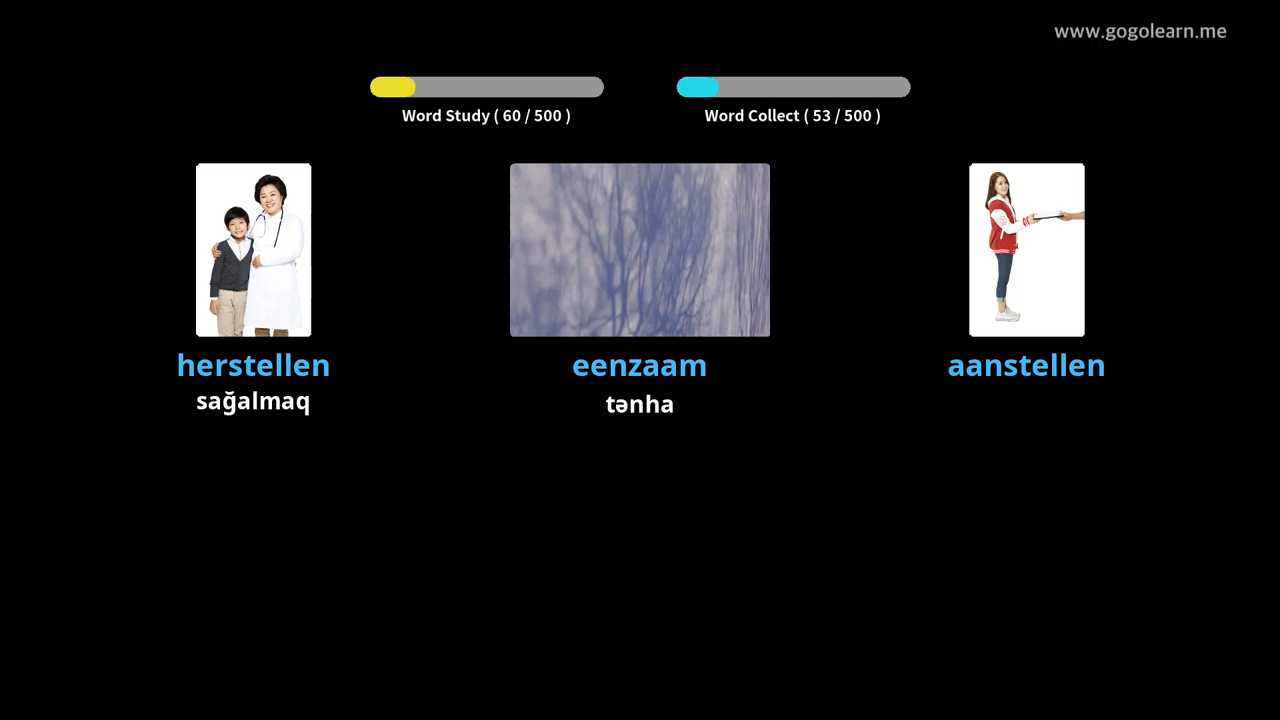 www.gogolearn.me
Word Study ( 60 / 500 )
Word Collect ( 53 / 500 )
herstellen
sağalmaq
eenzaam
tənha
aanstellen